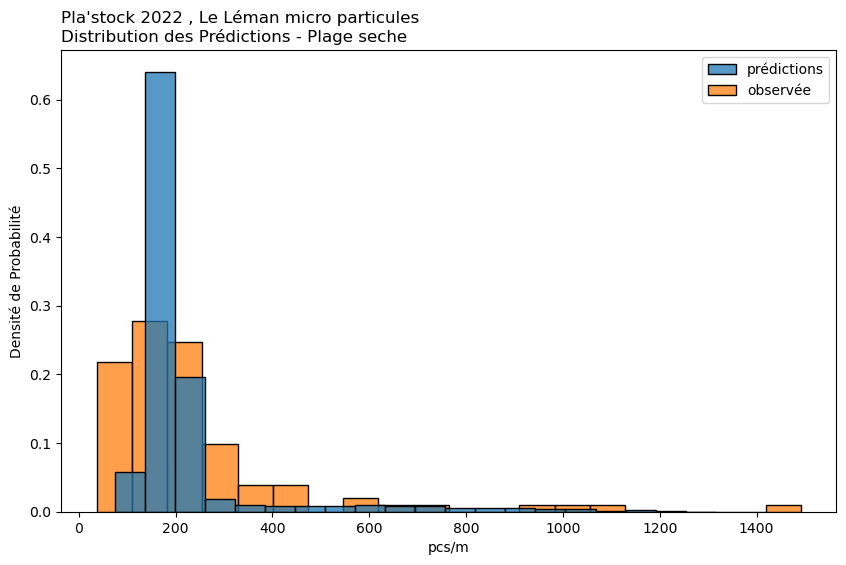 Pla'stock 2022 , Le Léman micro particules
Distribution des Prédictions - Plage seche
prédictions
observée
Densité de Probabilité
0.6
0.5
0.4
0.3
0.2
0.1
0.0
0 200 400 600 800 1000 1200 1400
pcs/m